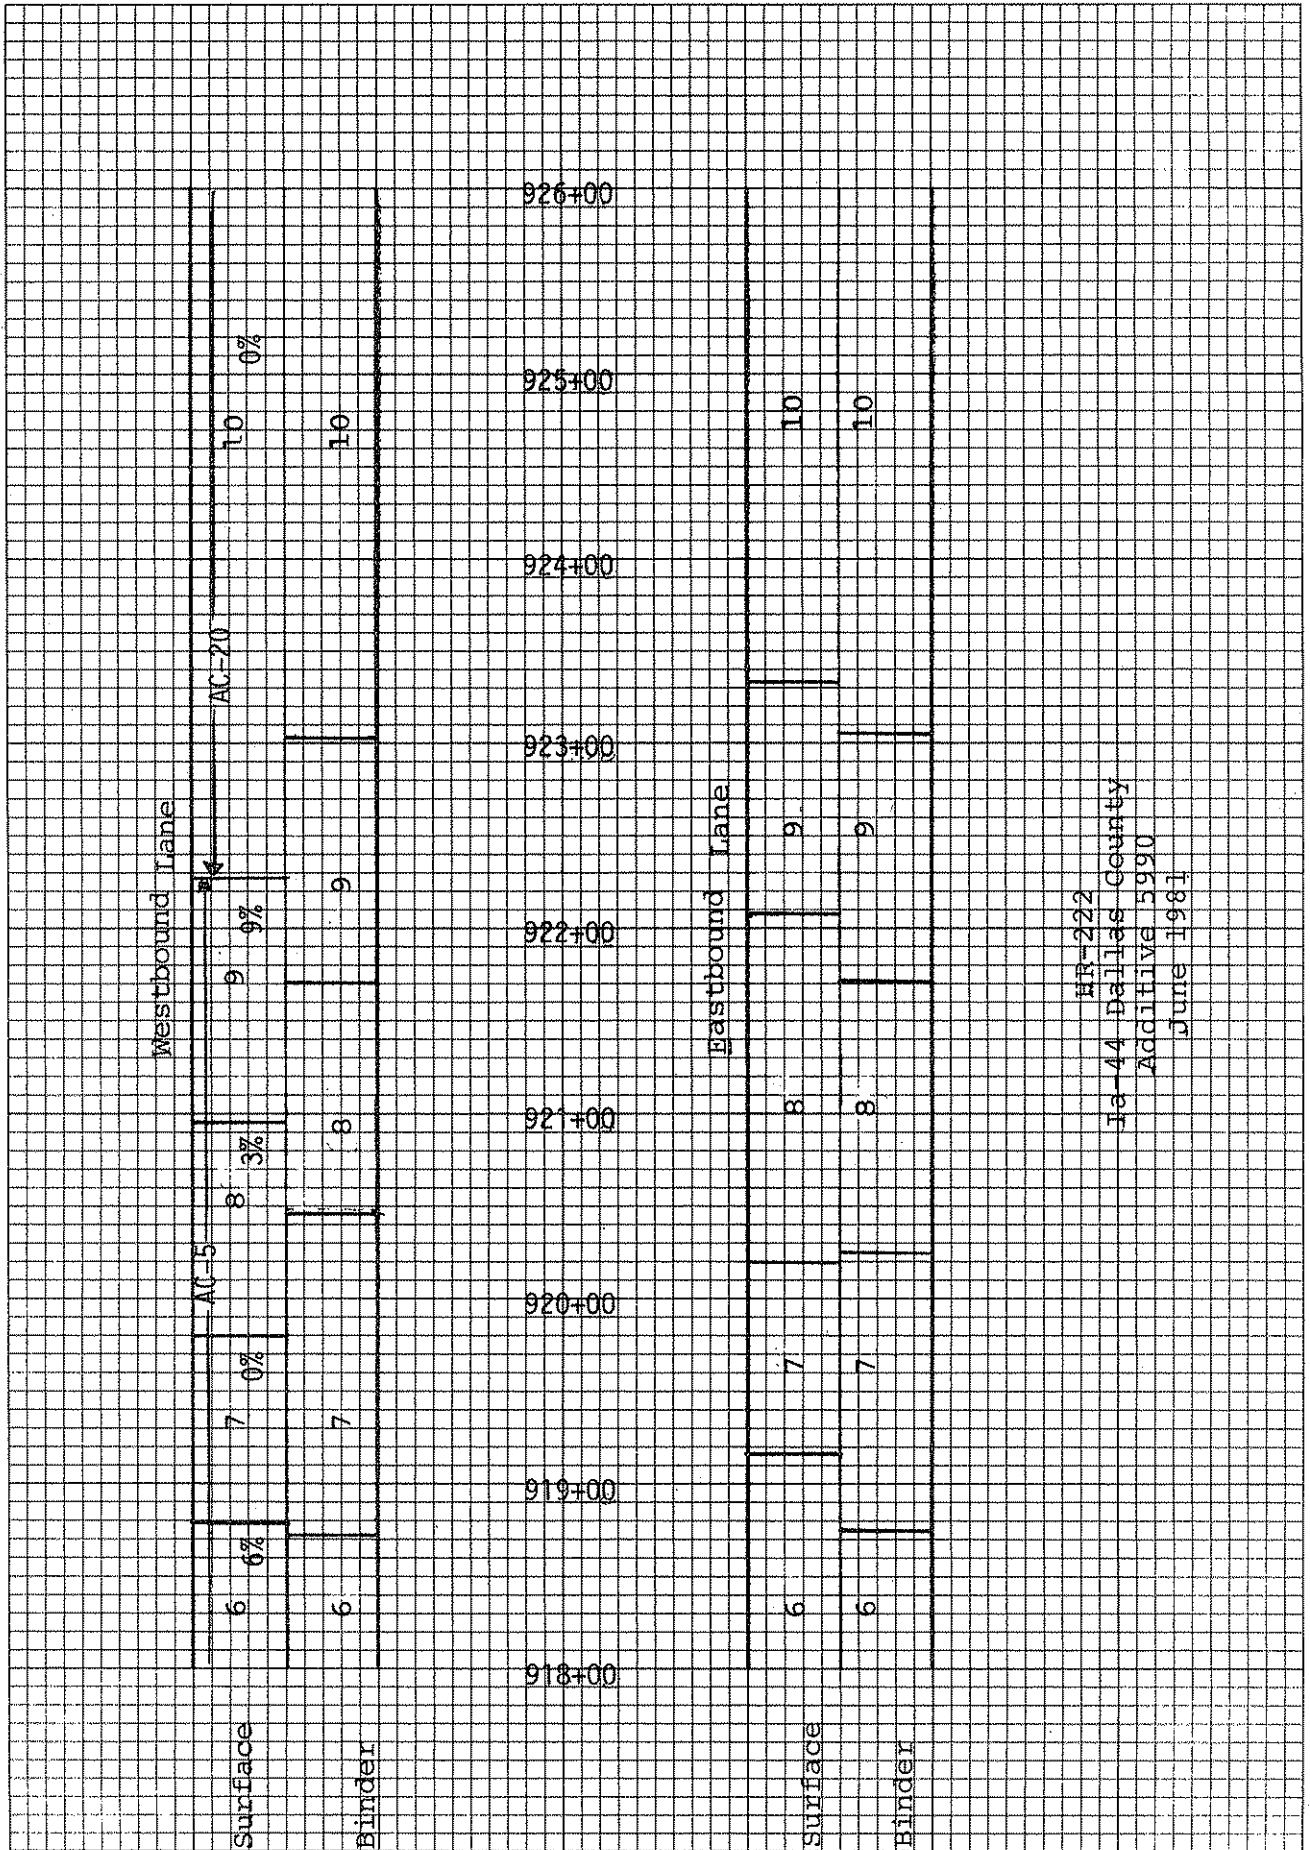 Westbound Lane
AC-5 AC-20
Surface 6 6% 7 0% 8 3% 9 9% 10 0%
Binder 6 7 8 9 10
918+00 919+00 920+00 921+00 922+00 923+00 924+00 925+00 926+00
Eastbound Lane
Surface 6 7 8 9 10
Binder 6 7 8 9 10
HR-222
Ia-44 Dallas County
Additive 5990
June 1981